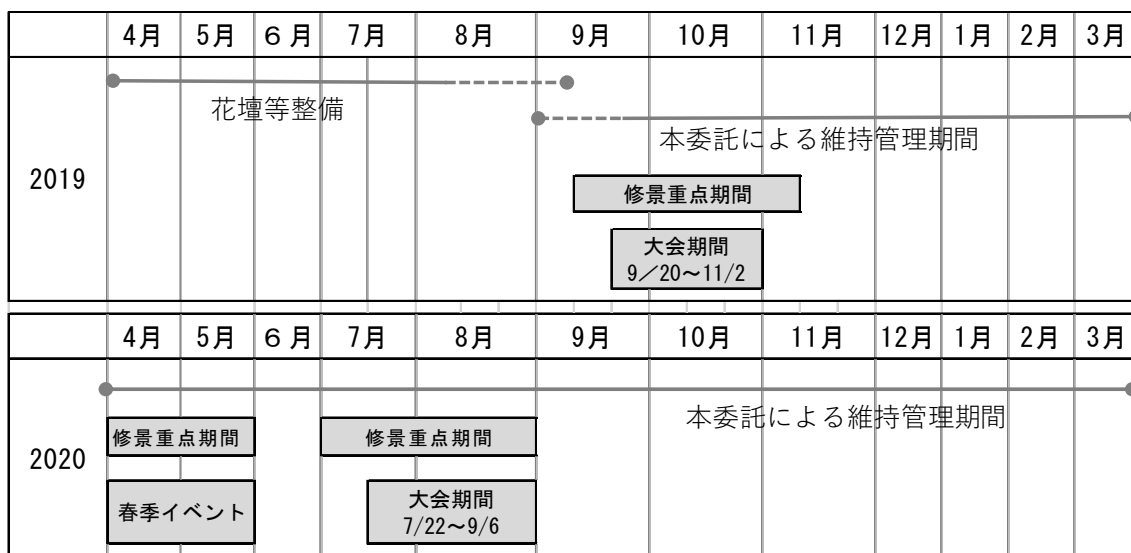 4月 5月 6月 7月 8月 9月 10月 11月 12月 1月 2月 3月
花壇等整備
本委託による維持管理期間
2019
修景重点期間
大会期間
9／20～11/2
4月 5月 6月 7月 8月 9月 10月 11月 12月 1月 2月 3月
本委託による維持管理期間
修景重点期間 修景重点期間
2020
春季イベント
大会期間
7/22～9/6